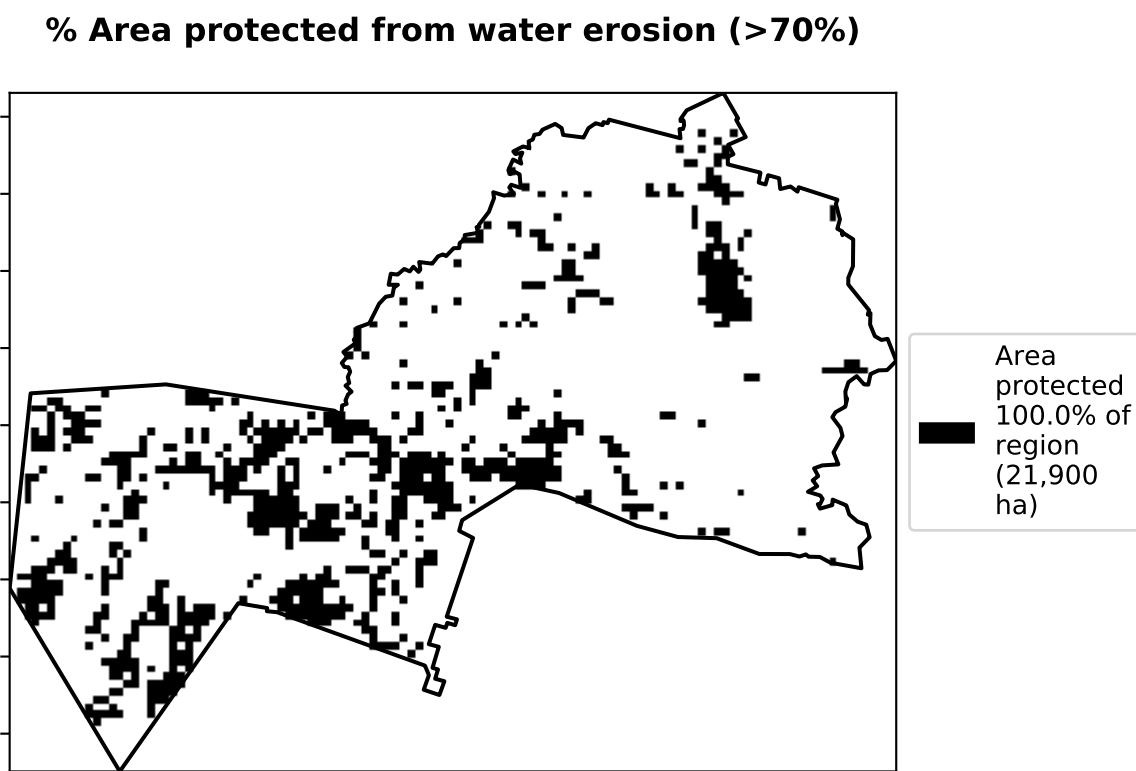 % Area protected from water erosion (>70%)
Area
protected
100.0% of
region
(21,900
ha)